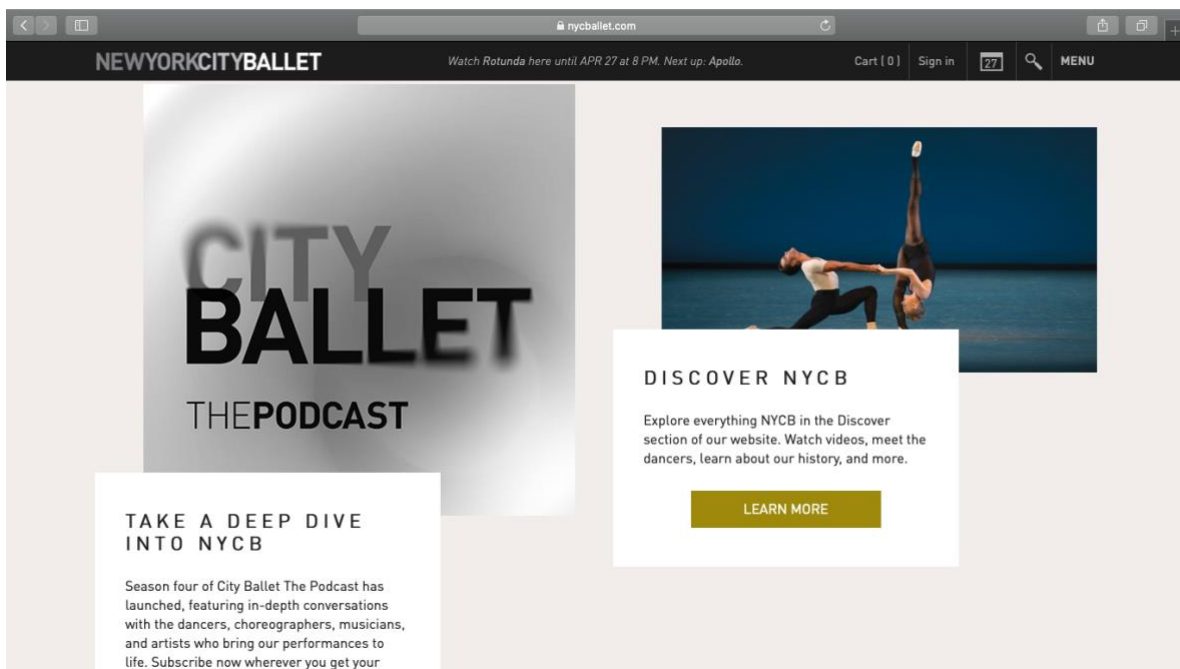 nycballet.com
NEWYORKCITYBALLET
Watch Rotunda here until APR 27 at 8 PM. Next up: Apollo.
Cart [ 0 ]
Sign in
27
MENU
CITY
BALLET
THEPODCAST
TAKE A DEEP DIVE
INTO NYCB
Season four of City Ballet The Podcast has
launched, featuring in-depth conversations
with the dancers, choreographers, musicians,
and artists who bring our performances to
life. Subscribe now wherever you get your
DISCOVER NYCB
Explore everything NYCB in the Discover
section of our website. Watch videos, meet the
dancers, learn about our history, and more.
LEARN MORE